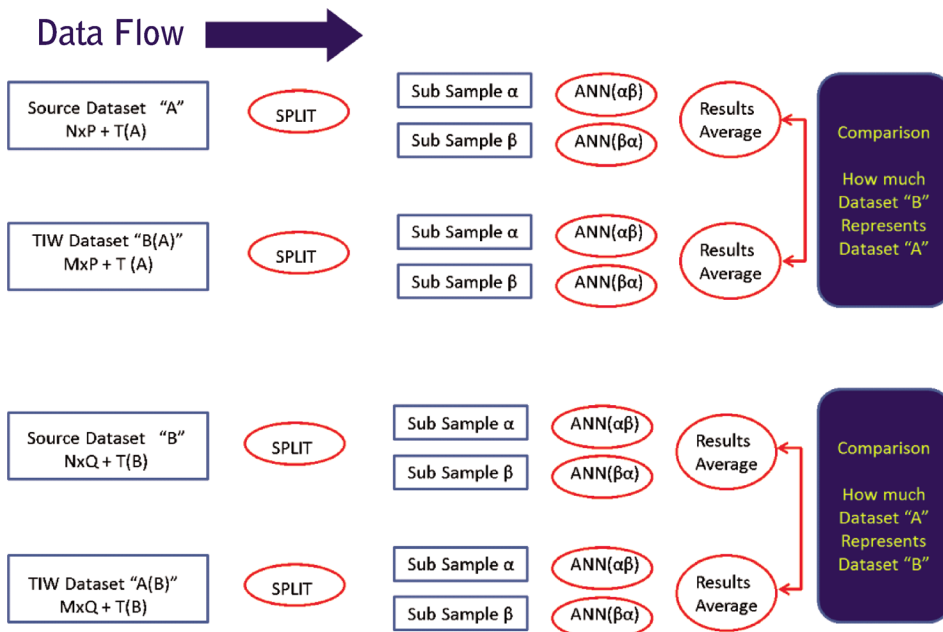 Data Flow
Source Dataset "A"
NxP + T(A)
SPLIT
Sub Sample α
Sub Sample β
ANN(αβ)
ANN(βα)
Results
Average
TIW Dataset "B(A)"
MxP + T (A)
SPLIT
Sub Sample α
Sub Sample β
ANN(αβ)
ANN(βα)
Results
Average
Comparison
How much
Dataset "B"
Represents
Dataset "A"
Source Dataset "B"
NxQ + T(B)
SPLIT
Sub Sample α
Sub Sample β
ANN(αβ)
ANN(βα)
Results
Average
TIW Dataset "A(B)"
MxQ + T(B)
SPLIT
Sub Sample α
Sub Sample β
ANN(αβ)
ANN(βα)
Results
Average
Comparison
How much
Dataset "A"
Represents
Dataset "B"